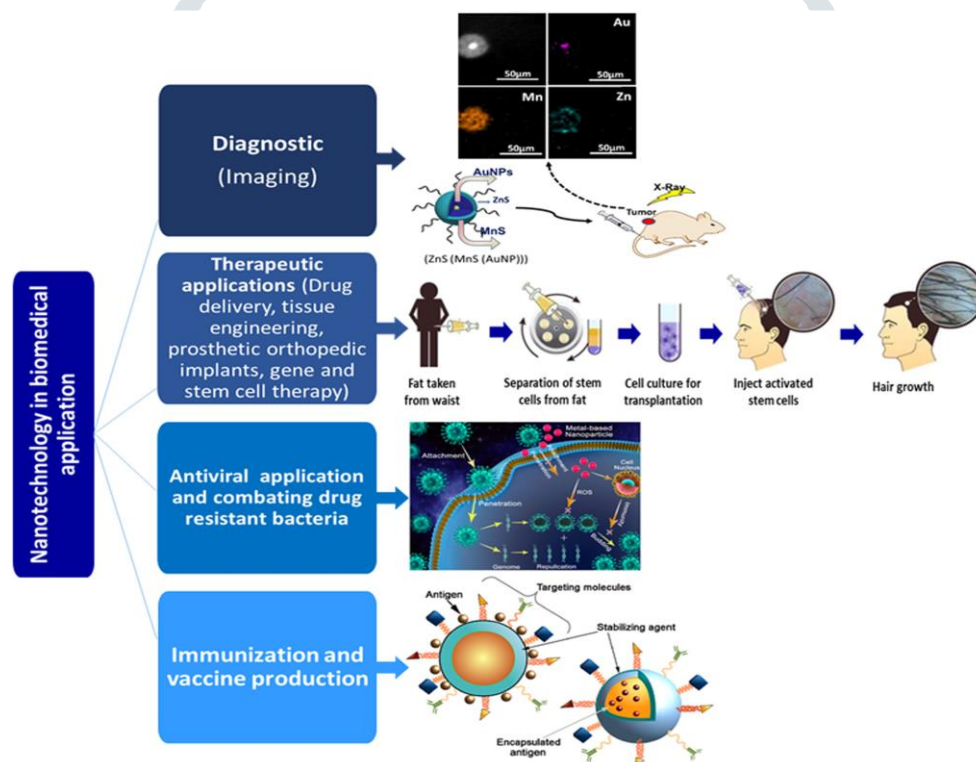 Nanotechnology in biomedical
application
Diagnostic
(Imaging)
Au
50μm
50μm
Mn
Zn
50μm
50μm
AuNPs
ZnS
MnS
(ZnS (MnS (AuNP)))
X-Ray
Tumor
Therapeutic
applications (Drug
delivery, tissue
engineering,
prosthetic orthopedic
implants, gene and
stem cell therapy)
Fat taken
from waist
Separation of stem
cells from fat
Cell culture for
transplantation
Inject activated
stem cells
Hair growth
Antiviral application
and combating drug
resistant bacteria
Metal-based
Nanoparticle
Attachment
Cell
Nucleus
ROS
Penetration
Apoptosis
Budding
Genome
Immunization and
vaccine production
Targeting molecules
Antigen
Stabilizing agent
Encapsulated
antigen